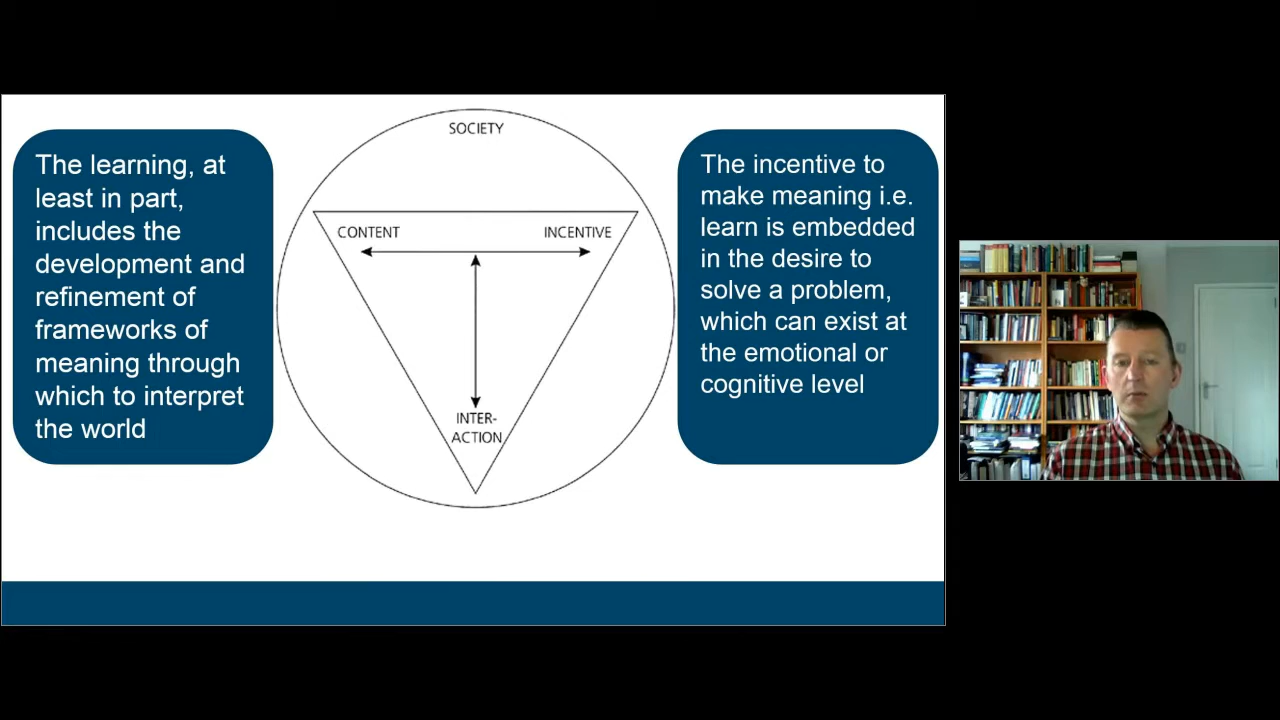 The learning, at
least in part,
includes the
development and
refinement of
frameworks of
meaning through
which to interpret
the world
SOCIETY
CONTENT
INCENTIVE
INTER-
ACTION
The incentive to
make meaning i.e.
learn is embedded
in the desire to
solve a problem,
which can exist at
the emotional or
cognitive level